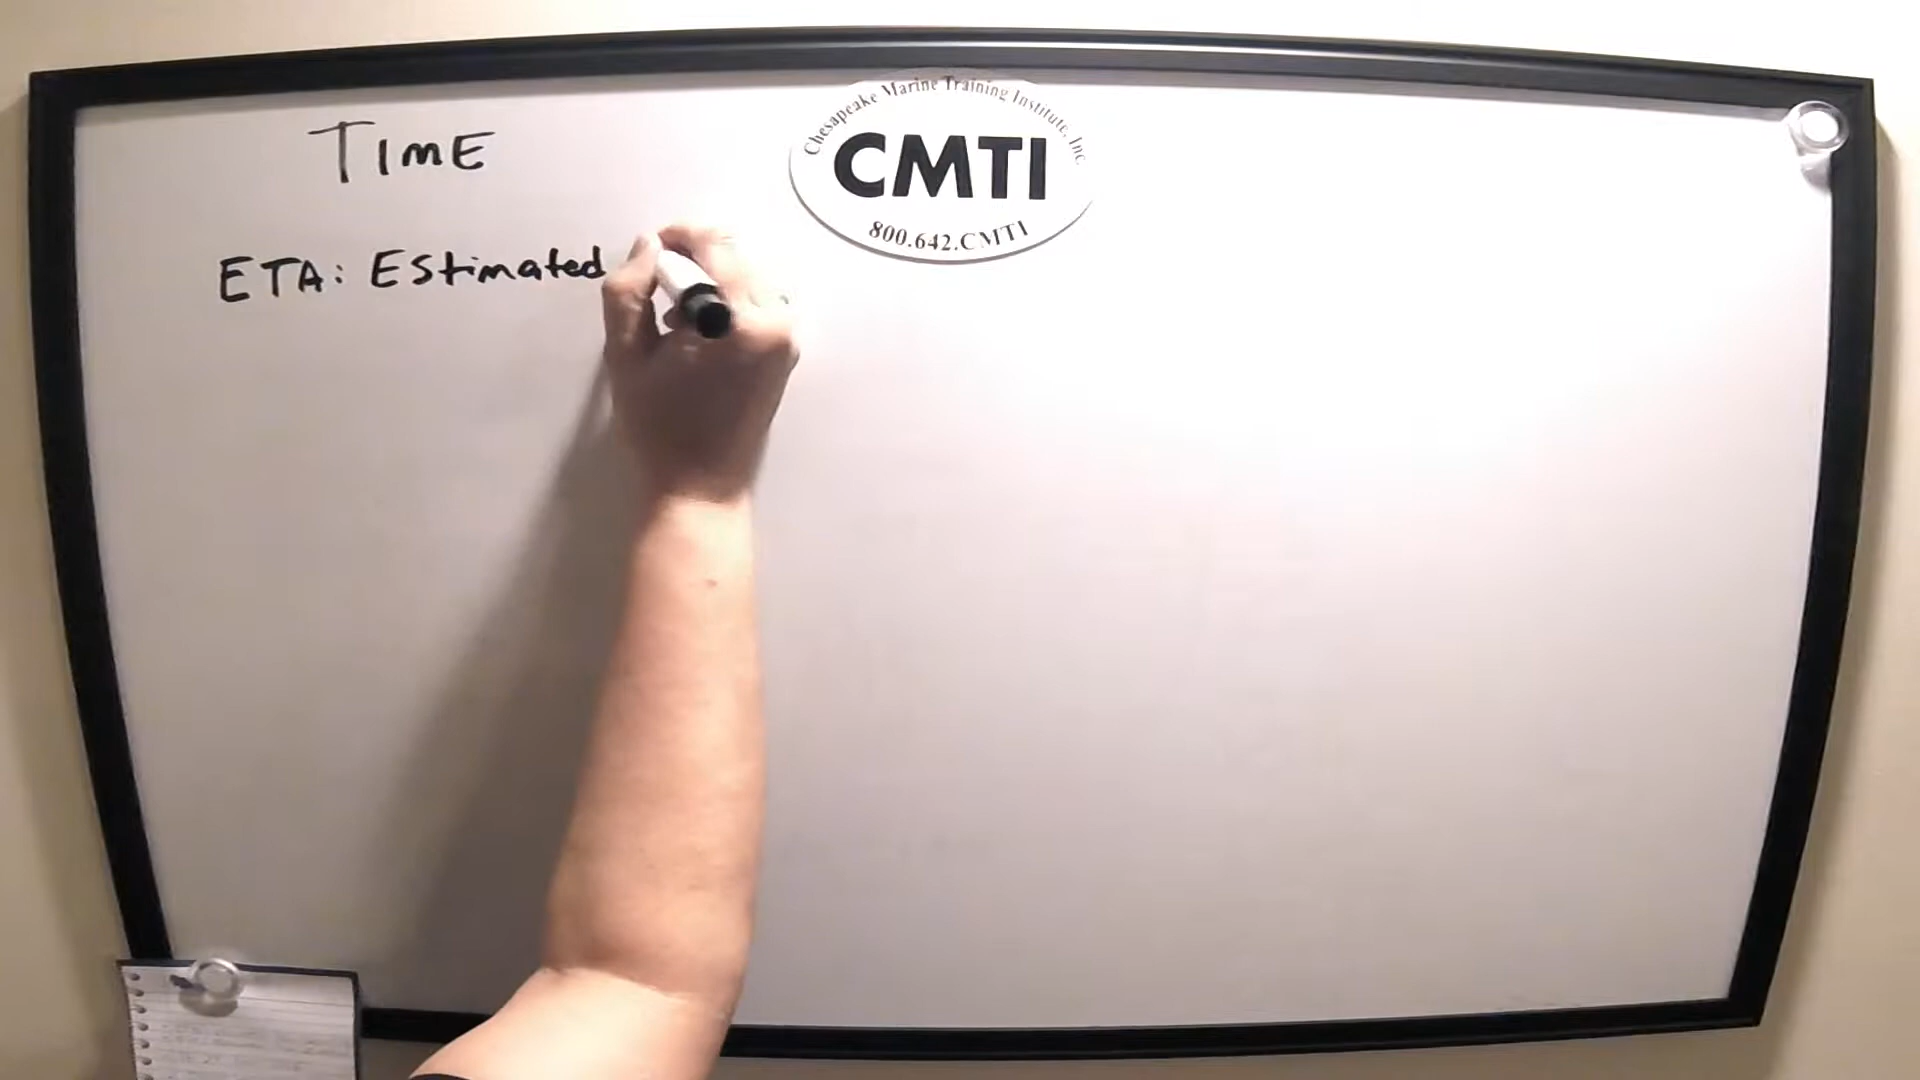 TIME
Chesapeake Marine Training Institute, Inc
CMTI
800.642.CMTI
ETA: Estimated